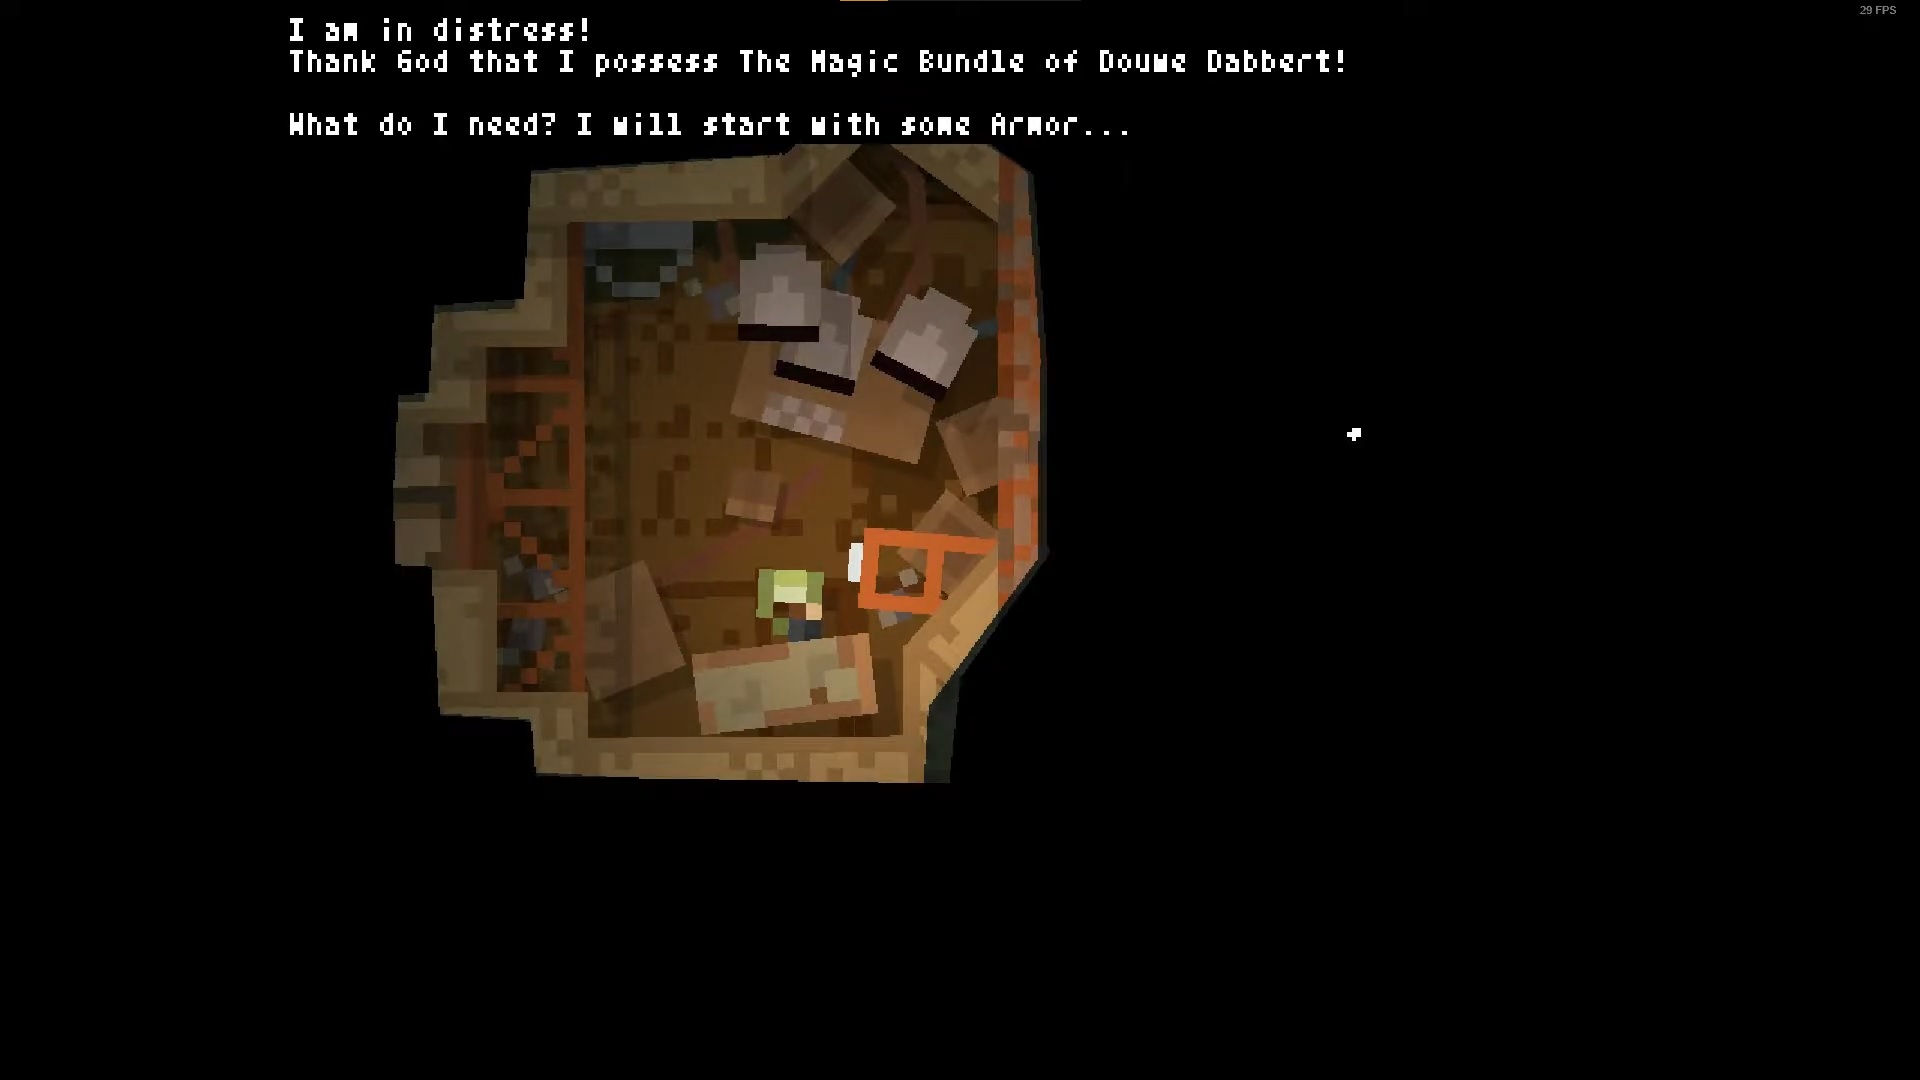 29 FPS
I am in distress!
Thank God that I possess The Magic Bundle of Douwe Dabbert!
What do I need? I will start with some Armor...